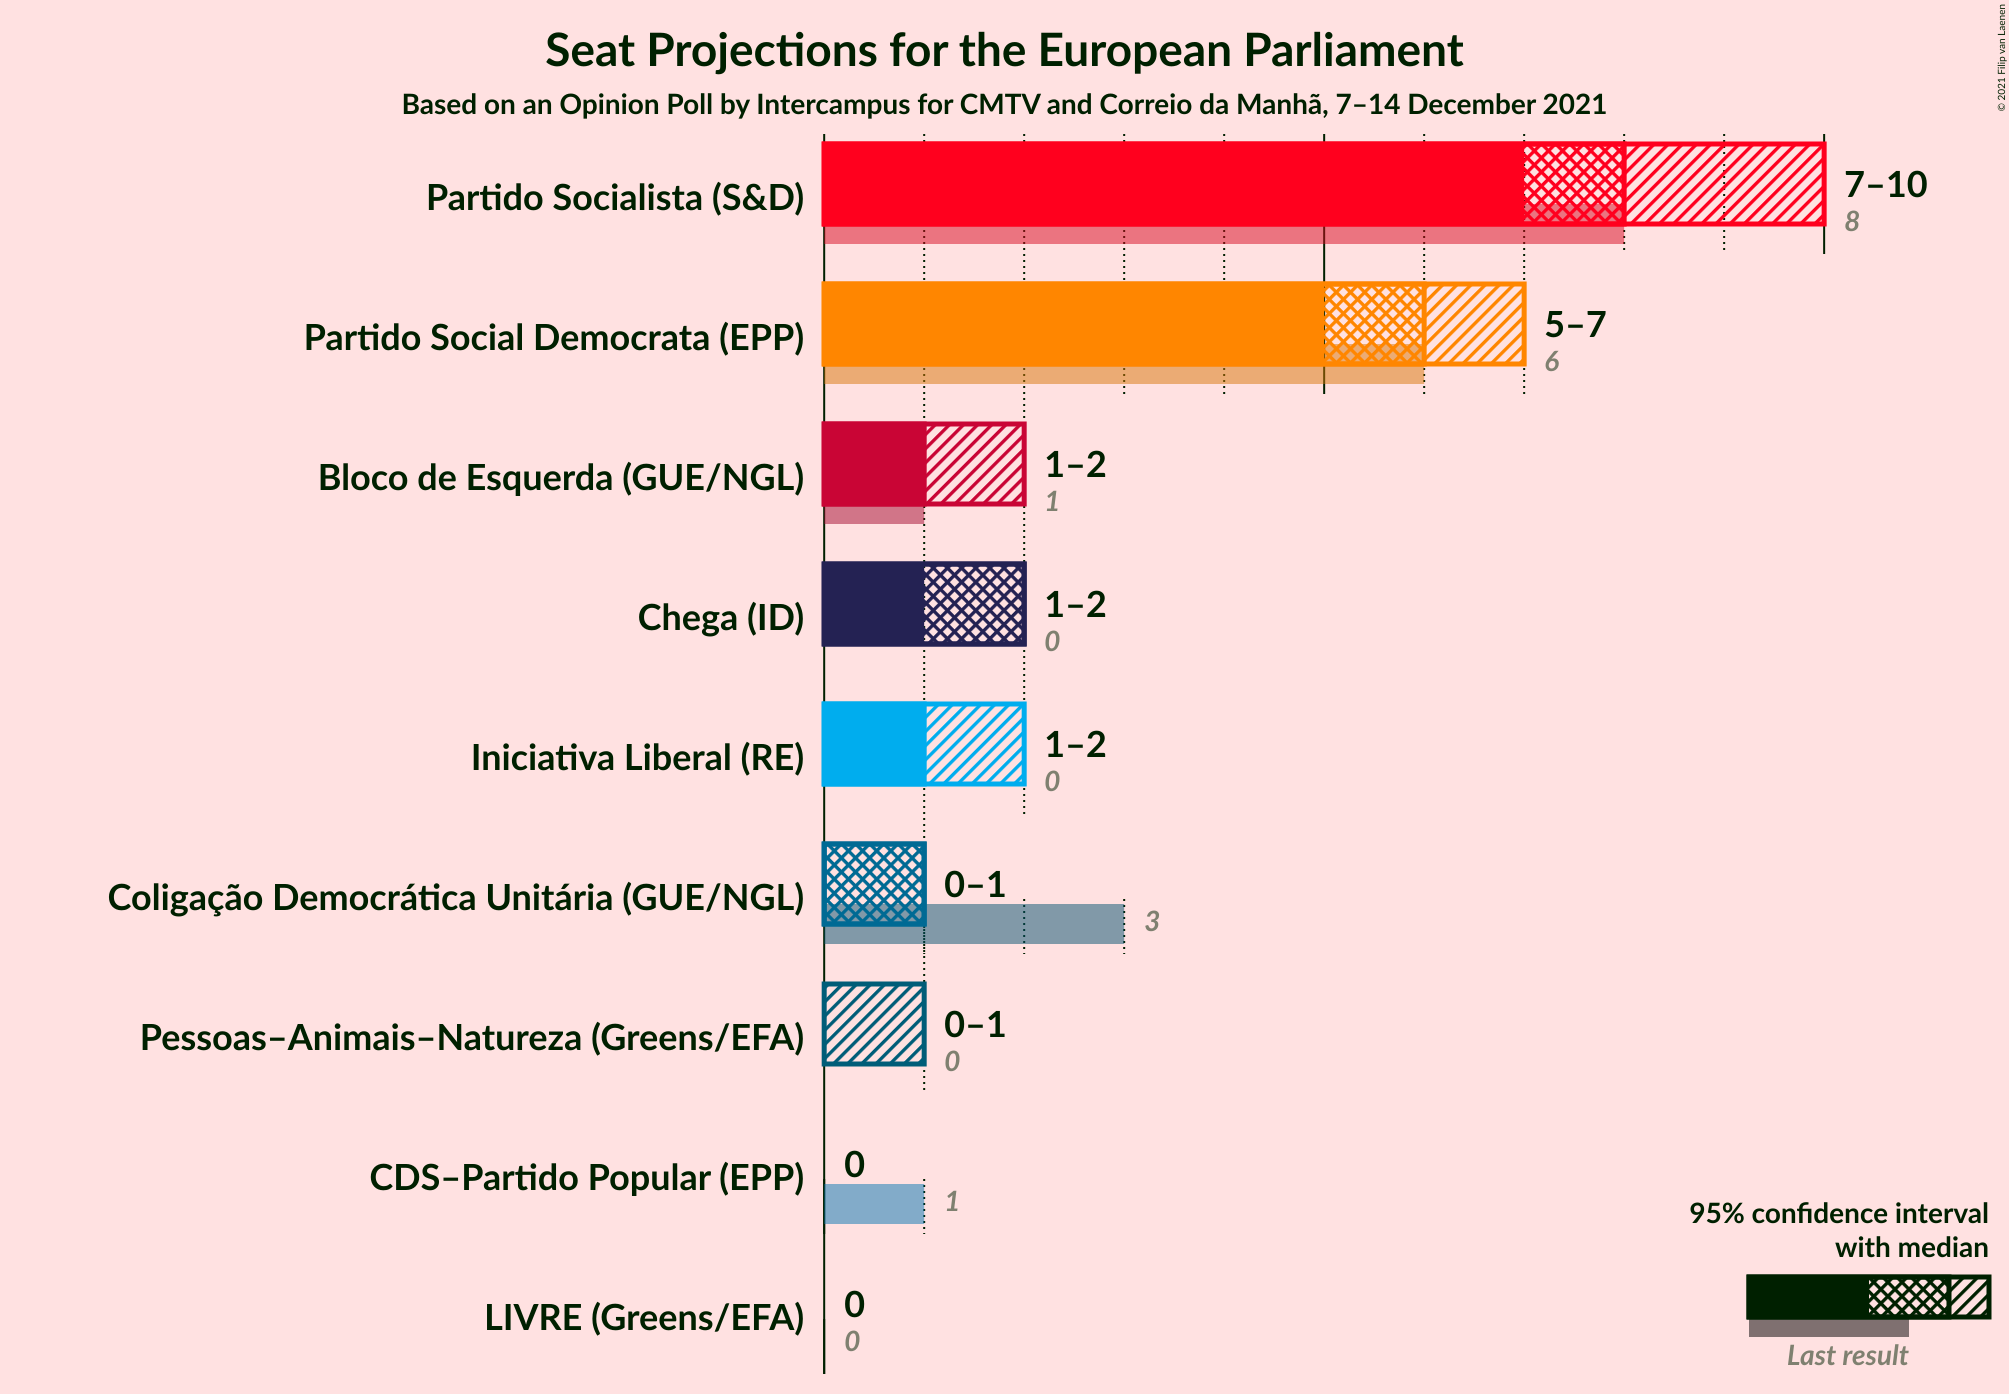 Seat Projections for the European Parliament
Based on an Opinion Poll by Intercampus for CMTV and Correio da Manhã, 7–14 December 2021
© 2021 Filip van Laenen
Partido Socialista (S&D)
7–10
8
Partido Social Democrata (EPP)
5–7
6
Bloco de Esquerda (GUE/NGL)
1–2
1
Chega (ID)
1–2
0
Iniciativa Liberal (RE)
1–2
0
Coligação Democrática Unitária (GUE/NGL)
0–1
3
Pessoas–Animais–Natureza (Greens/EFA)
0–1
0
CDS–Partido Popular (EPP)
0
1
LIVRE (Greens/EFA)
0
0
95% confidence interval
with median
Last result